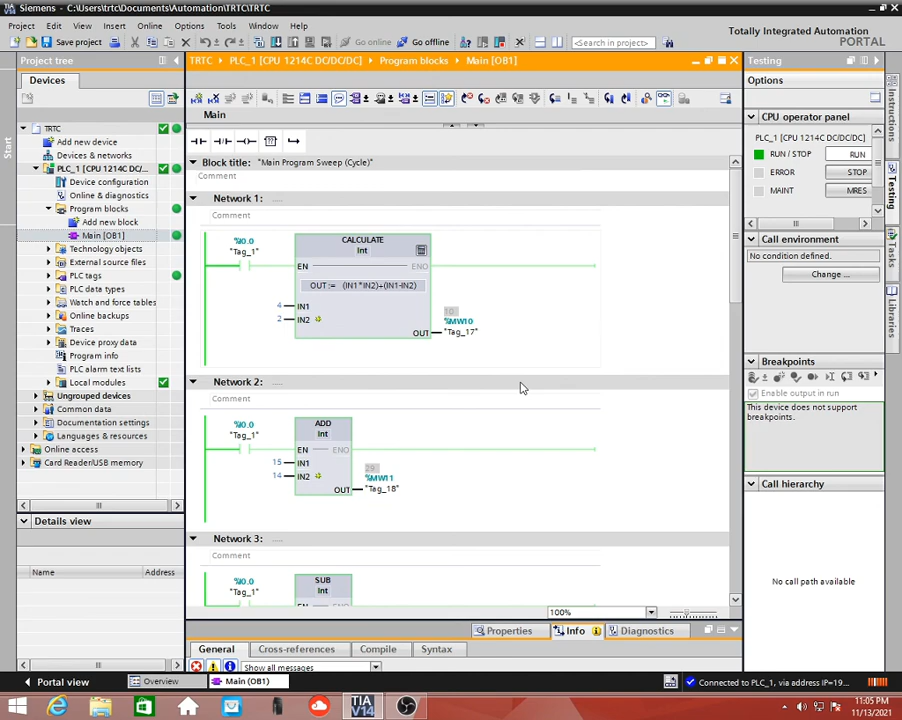 Siemens - C:\Users\trtc\Documents\Automation\TRTC\TRTC
Project Edit View Insert Online Options Tools Window Help
Save project
Go online
Go offline
<search in project>
Totally Integrated Automation
PORTAL
Project tree
Devices
TRTC
Add new device
Devices & networks
PLC_1 [CPU 1214C DC/...
Device configuration
Online & diagnostics
Program blocks
Add new block
Main [OB1]
Technology objects
External source files
PLC tags
PLC data types
Watch and force tables
Online backups
Traces
Device proxy data
Program info
PLC alarm text lists
Local modules
Ungrouped devices
Common data
Documentation settings
Languages & resources
Online access
Card Reader/USB memory
Details view
Name Address
Start
TRTC PLC_1 [CPU 1214C DC/DC/DC] Program blocks Main [OB1]
Main
Block title: "Main Program Sweep (Cycle)"
Comment
Network 1: .....
Comment
%I0.0
"Tag_1"
CALCULATE
Int
EN ENO
OUT := (IN1*IN2)+(IN1-IN2)
4 IN1
2 IN2
OUT
10
%MW10
"Tag_17"
Network 2: .....
Comment
%I0.0
"Tag_1"
ADD
Int
EN ENO
15 IN1
14 IN2
OUT
29
%MW11
"Tag_18"
Network 3: .....
Comment
%I0.0
"Tag_1"
SUB
Int
100%
Properties
Info
Diagnostics
General Cross-references Compile Syntax
Show all messages
Testing
Options
CPU operator panel
PLC_1 [CPU 1214C DC/DC/DC]
RUN / STOP RUN
ERROR STOP
MAINT MRES
Call environment
No condition defined.
Change ...
Breakpoints
Enable output in run
This device does not support
breakpoints.
Call hierarchy
No call path available
Instructions
Testing
Tasks
Libraries
Portal view
Overview
Main (OB1)
Connected to PLC_1, via address IP=19...
TIA
V14
11:05 PM
11/13/2021